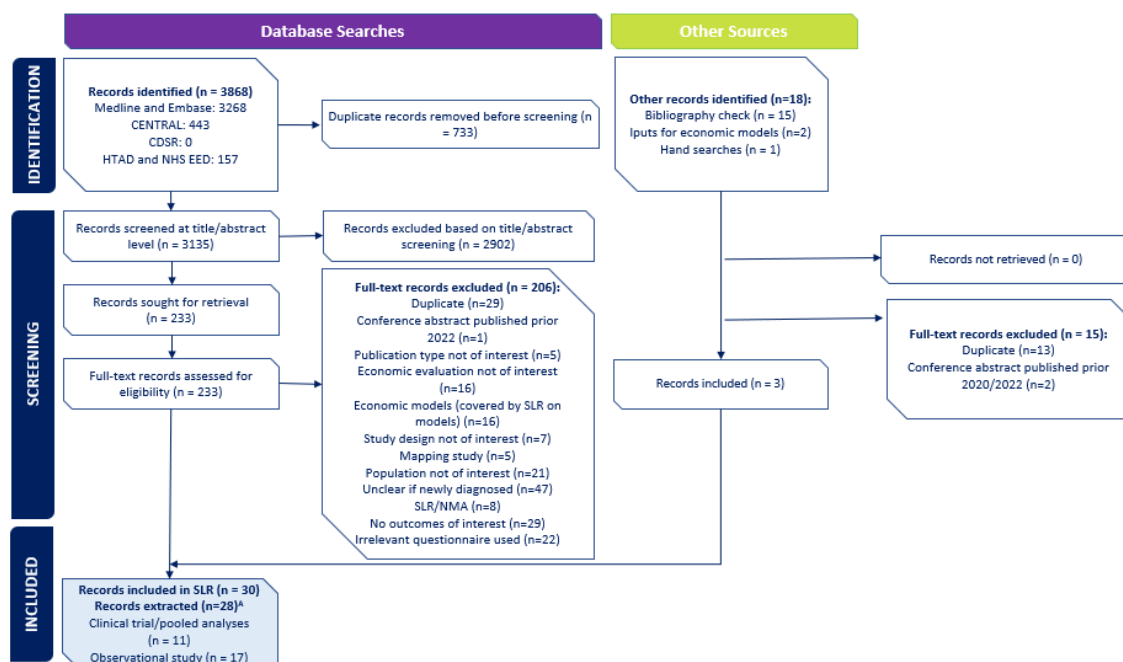 Database Searches
Other Sources
IDENTIFICATION
Records identified (n = 3868)
Medline and Embase: 3268
CENTRAL: 443
CDSR: 0
HTAD and NHS EED: 157
Duplicate records removed before screening (n
= 733)
Other records identified (n=18):
Bibliography check (n = 15)
Iputs for economic models (n=2)
Hand searches (n = 1)
SCREENING
Records screened at title/abstract
level (n = 3135)
Records excluded based on title/abstract
screening (n = 2902)
Records not retrieved (n = 0)
Records sought for retrieval
(n = 233)
Full-text records assessed for
eligibility (n = 233)
Full-text records excluded (n = 206):
Duplicate (n=29)
Conference abstract published prior
2022 (n=1)
Publication type not of interest (n=5)
Economic evaluation not of interest
(n=16)
Economic models (covered by SLR on
models) (n=16)
Study design not of interest (n=7)
Mapping study (n=5)
Population not of interest (n=21)
Unclear if newly diagnosed (n=47)
SLR/NMA (n=8)
No outcomes of interest (n=29)
Irrelevant questionnaire used (n=22)
Records included (n = 3)
Full-text records excluded (n = 15):
Duplicate (n=13)
Conference abstract published prior
2020/2022 (n=2)
INCLUDED
Records included in SLR (n = 30)
Records extracted (n=28)ᴬ
Clinical trial/pooled analyses
(n = 11)
Observational study (n = 17)